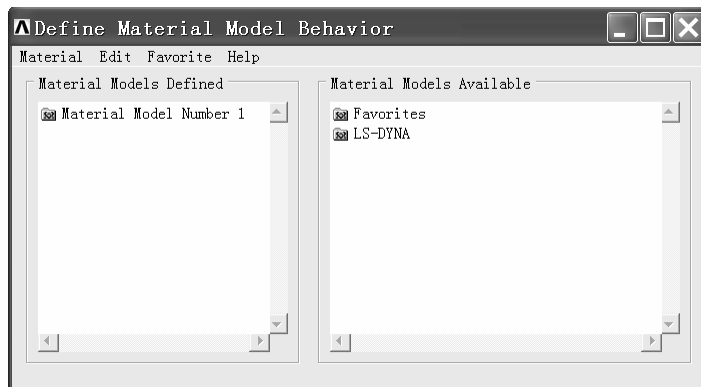 Define Material Model Behavior
Material Edit Favorite Help
Material Models Defined
Material Model Number 1
Material Models Available
Favorites
LS-DYNA